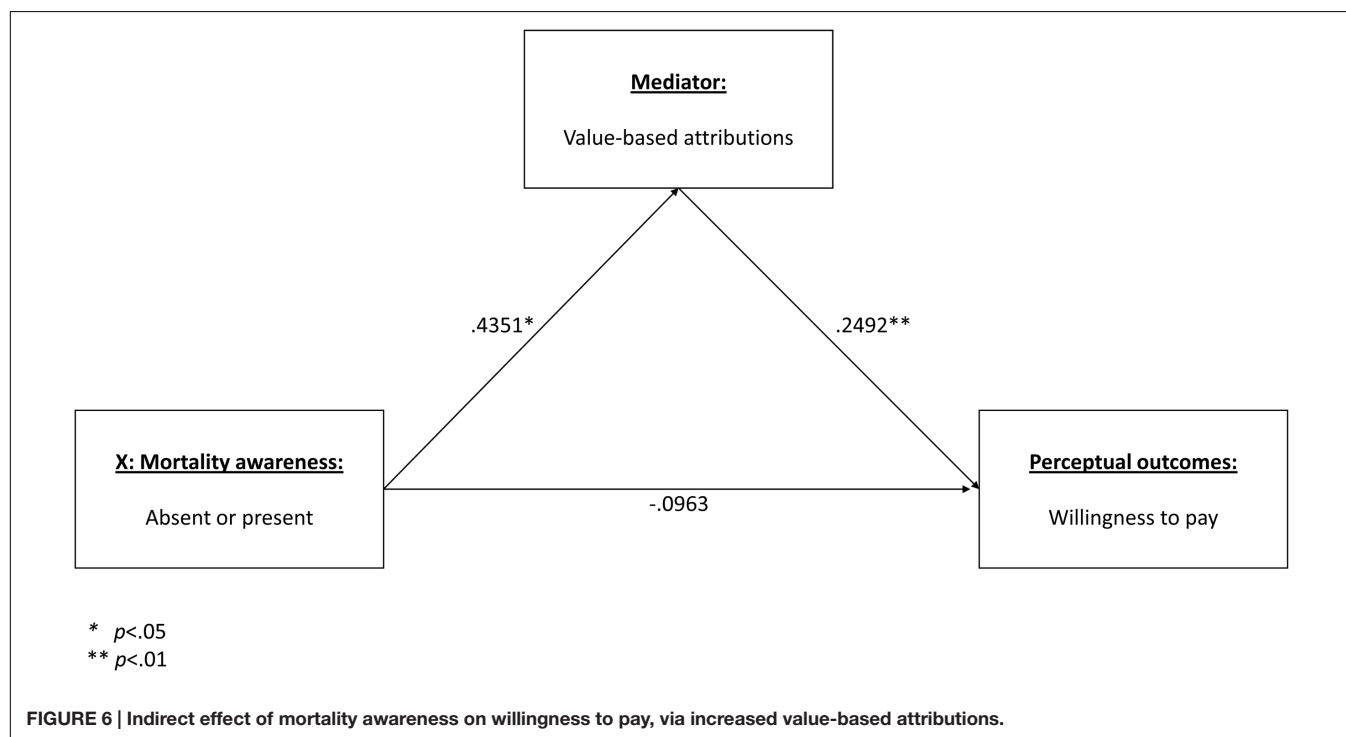 Mediator:
Value-based attributions
.4351*
.2492**
X: Mortality awareness:
Absent or present
-.0963
Perceptual outcomes:
Willingness to pay
* p<.05
** p<.01
FIGURE 6 | Indirect effect of mortality awareness on willingness to pay, via increased value-based attributions.